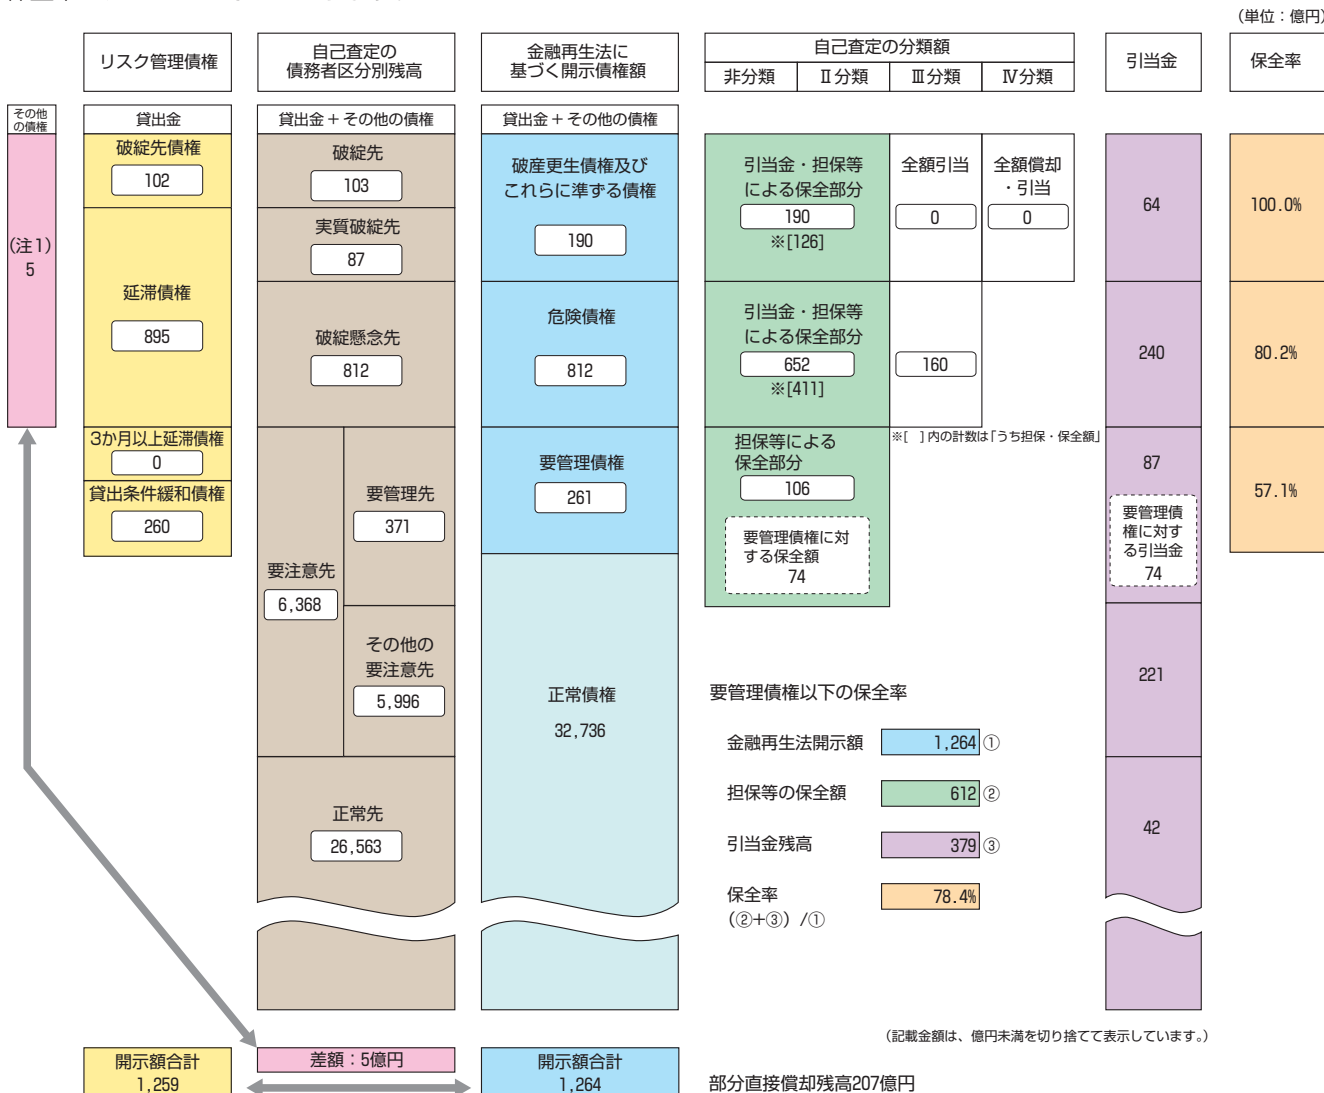 (単位：億円)
リスク管理債権
自己査定の
債務者区分別残高
金融再生法に
基づく開示債権額
自己査定の分類額
非分類
Ⅱ分類
Ⅲ分類
Ⅳ分類
引当金
保全率
その他
の債権
貸出金
貸出金＋その他の債権
貸出金＋その他の債権
(注1)
5
破綻先債権
102
延滞債権
895
3か月以上延滞債権
0
貸出条件緩和債権
260
破綻先
103
実質破綻先
87
破綻懸念先
812
要注意先
6,368
要管理先
371
その他の
要注意先
5,996
正常先
26,563
破産更生債権及び
これらに準ずる債権
190
危険債権
812
要管理債権
261
正常債権
32,736
引当金・担保等
による保全部分
190
※[126]
全額引当
0
全額償却
・引当
0
引当金・担保等
による保全部分
652
※[411]
160
※[　]内の計数は「うち担保・保全額」
担保等による
保全部分
106
要管理債権に対
する保全額
74
64
240
87
要管理債
権に対す
る引当金
74
221
42
100.0%
80.2%
57.1%
要管理債権以下の保全率
金融再生法開示額 1,264 ①
担保等の保全額 612 ②
引当金残高 379 ③
保全率 78.4%
(②＋③) /①
(記載金額は、億円未満を切り捨てて表示しています。)
開示額合計
1,259
差額：5億円
開示額合計
1,264
部分直接償却残高207億円